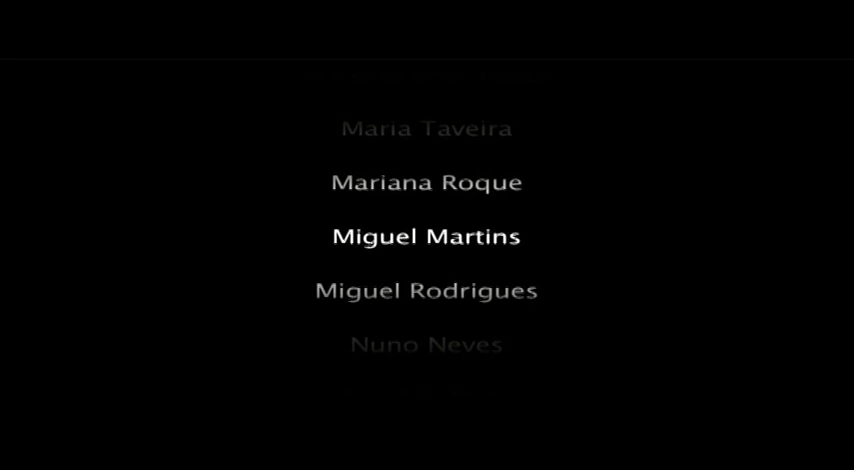 Maria Taveira
Mariana Roque
Miguel Martins
Miguel Rodrigues
Nuno Neves